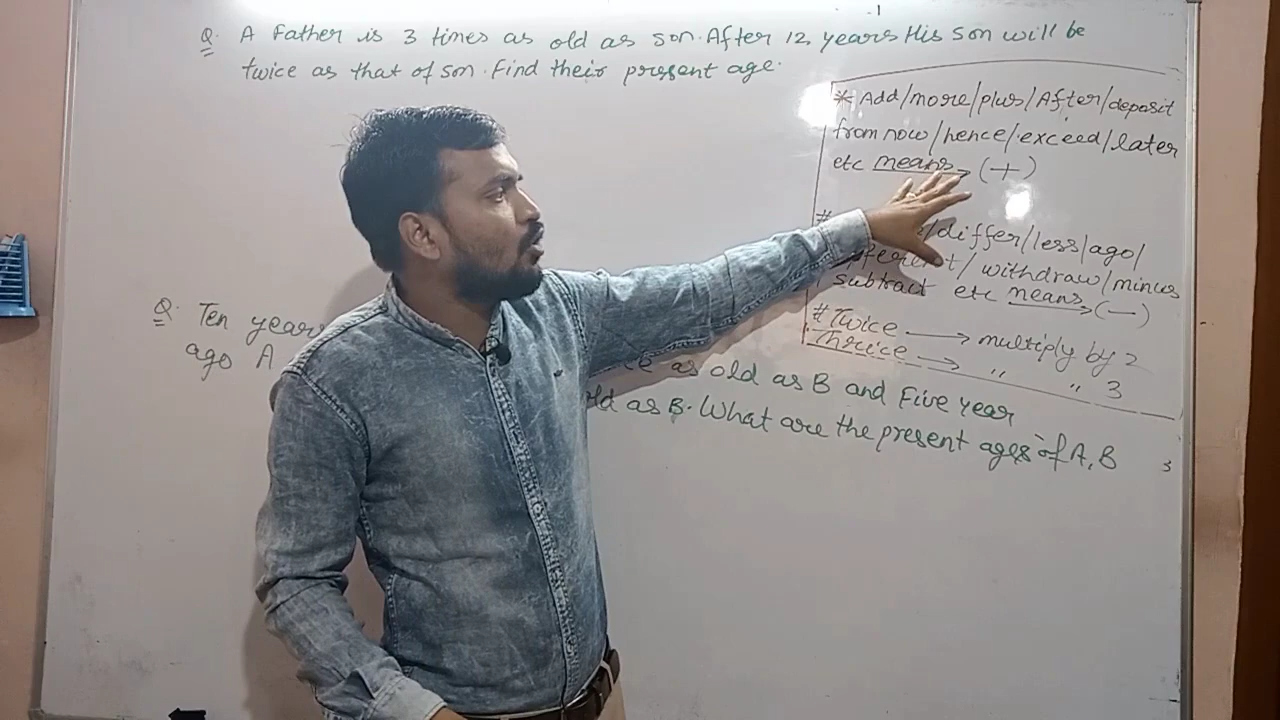 Q. A Father is 3 times as old as son. After 12 years His son will be
twice as that of son. Find their present age.
* Add/more/plus/After/deposit
from now/hence/exceed/later
etc means → (+)
#
/differ/less/ago/
/withdraw/minus
subtract etc means → (—)
# Twice → multiply by 2
Thrice → " " 3
Q. Ten years
ago A as old as B and Five year
old as B. What are the present ages of A, B